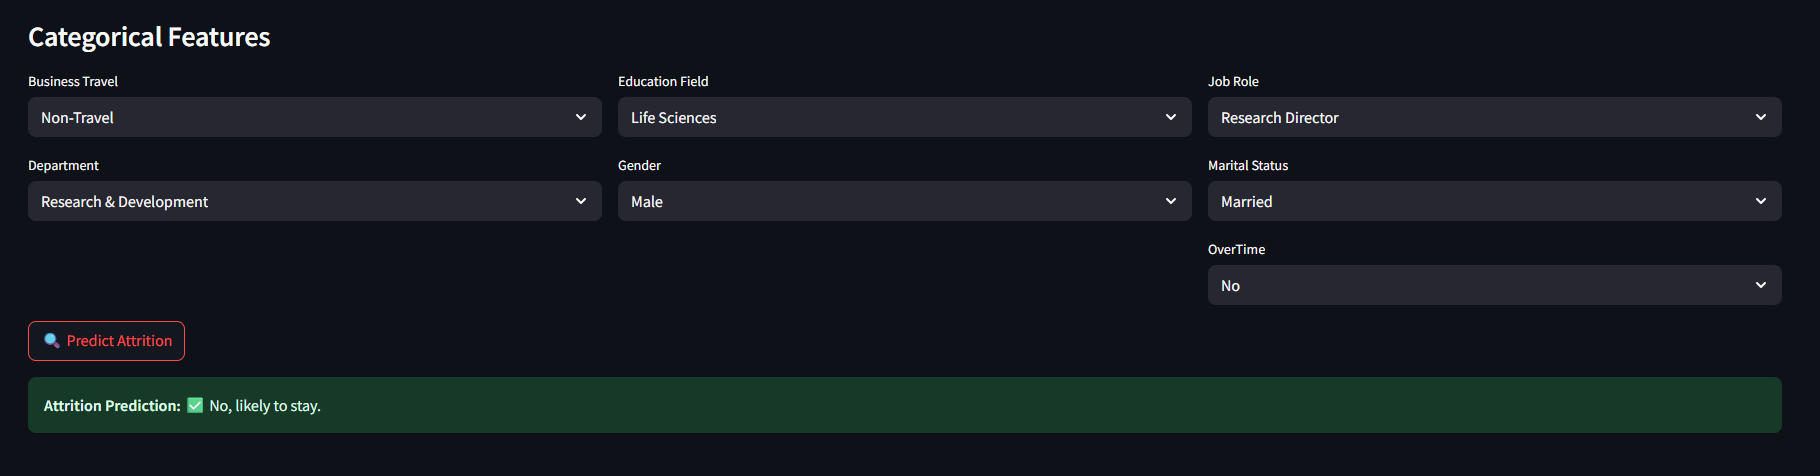 Categorical Features
Business Travel
Education Field
Job Role
Non-Travel
Life Sciences
Research Director
Department
Gender
Marital Status
Research & Development
Male
Married
OverTime
No
🔍 Predict Attrition
Attrition Prediction: ✅ No, likely to stay.